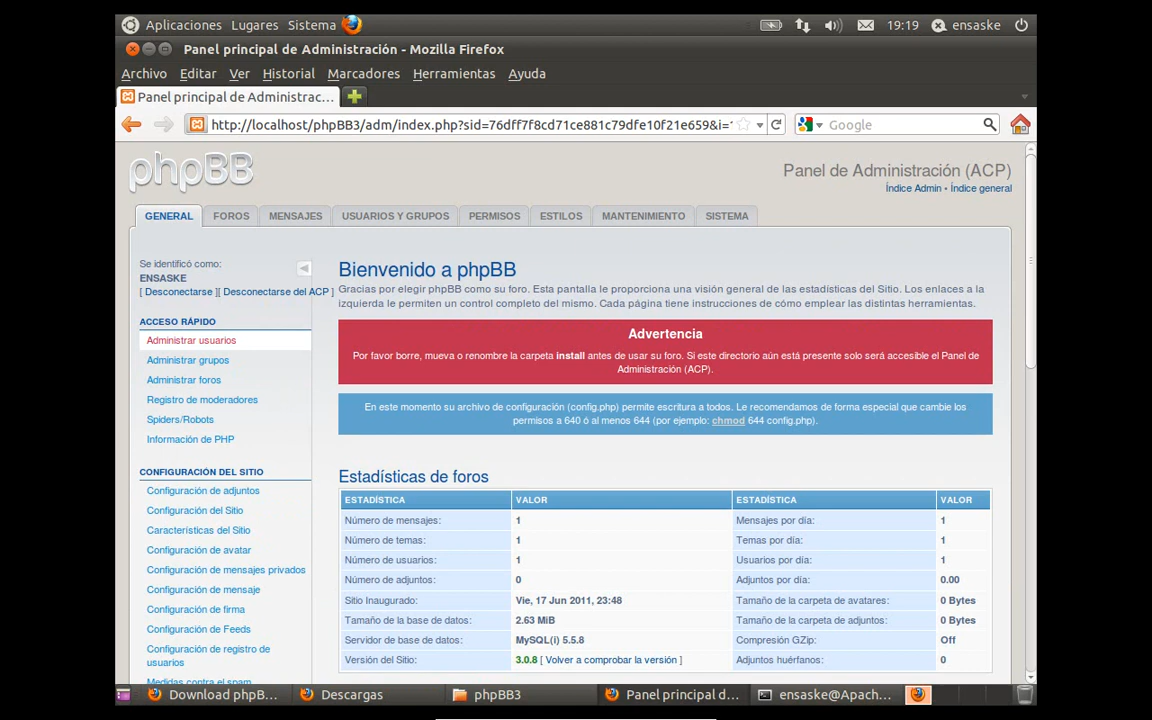 Aplicaciones Lugares Sistema 19:19 ensaske
Panel principal de Administración - Mozilla Firefox
Archivo Editar Ver Historial Marcadores Herramientas Ayuda
Panel principal de Administrac...
http://localhost/phpBB3/adm/index.php?sid=76dff7f8cd71ce881c79dfe10f21e659&i= Google
phpBB
Panel de Administración (ACP)
Índice Admin • Índice general
GENERAL FOROS MENSAJES USUARIOS Y GRUPOS PERMISOS ESTILOS MANTENIMIENTO SISTEMA
Se identificó como:
ENSASKE
[ Desconectarse ][ Desconectarse del ACP ]
ACCESO RÁPIDO
Administrar usuarios
Administrar grupos
Administrar foros
Registro de moderadores
Spiders/Robots
Información de PHP
CONFIGURACIÓN DEL SITIO
Configuración de adjuntos
Configuración del Sitio
Características del Sitio
Configuración de avatar
Configuración de mensajes privados
Configuración de mensaje
Configuración de firma
Configuración de Feeds
Configuración de registro de
usuarios
Medidas contra el spam
Bienvenido a phpBB
Gracias por elegir phpBB como su foro. Esta pantalla le proporciona una visión general de las estadísticas del Sitio. Los enlaces a la
izquierda le permiten un control completo del mismo. Cada página tiene instrucciones de cómo emplear las distintas herramientas.
Advertencia
Por favor borre, mueva o renombre la carpeta install antes de usar su foro. Si este directorio aún está presente solo será accesible el Panel de
Administración (ACP).
En este momento su archivo de configuración (config.php) permite escritura a todos. Le recomendamos de forma especial que cambie los
permisos a 640 ó al menos 644 (por ejemplo: chmod 644 config.php).
Estadísticas de foros
ESTADÍSTICA VALOR ESTADÍSTICA VALOR
Número de mensajes: 1 Mensajes por día: 1
Número de temas: 1 Temas por día: 1
Número de usuarios: 1 Usuarios por día: 1
Número de adjuntos: 0 Adjuntos por día: 0.00
Sitio Inaugurado: Vie, 17 Jun 2011, 23:48 Tamaño de la carpeta de avatares: 0 Bytes
Tamaño de la base de datos: 2.63 MiB Tamaño de la carpeta de adjuntos: 0 Bytes
Servidor de base de datos: MySQL(i) 5.5.8 Compresión GZip: Off
Versión del Sitio: 3.0.8 [ Volver a comprobar la versión ] Adjuntos huérfanos: 0
Download phpB... Descargas phpBB3 Panel principal d... ensaske@Apach...